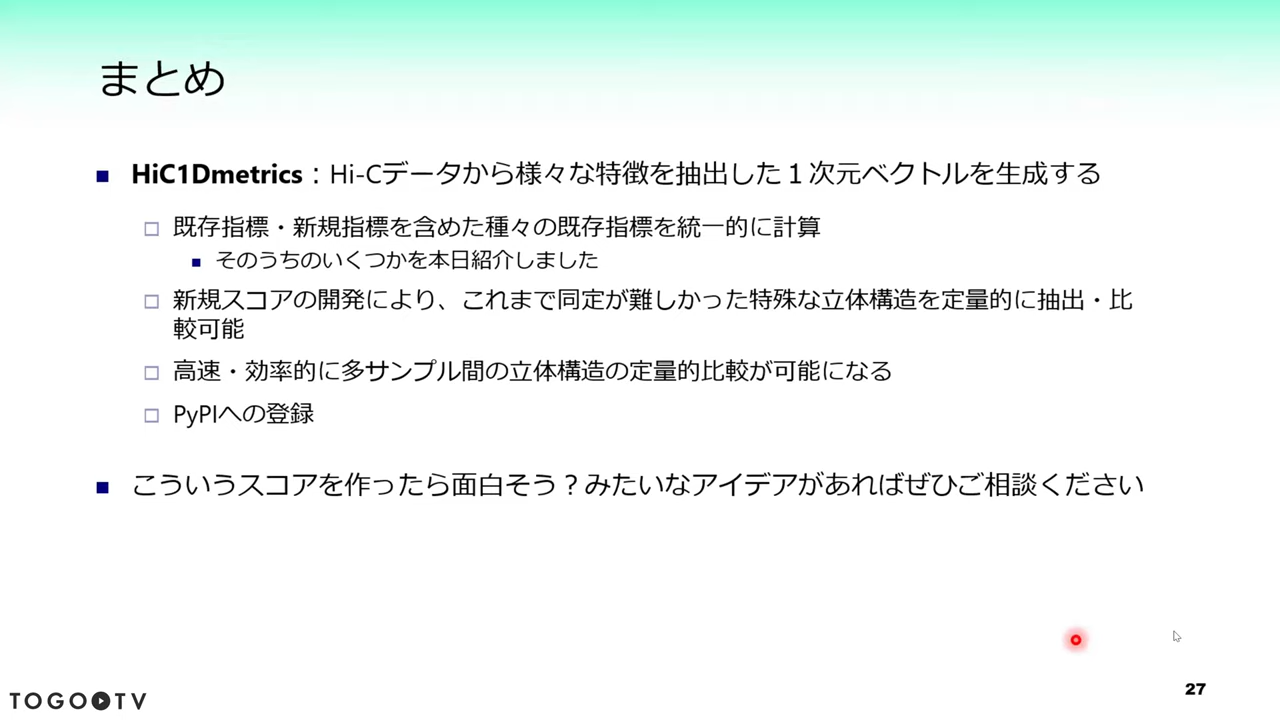 まとめ
HiC1Dmetrics：Hi-Cデータから様々な特徴を抽出した１次元ベクトルを生成する
既存指標・新規指標を含めた種々の既存指標を統一的に計算
そのうちのいくつかを本日紹介しました
新規スコアの開発により、これまで同定が難しかった特殊な立体構造を定量的に抽出・比
較可能
高速・効率的に多サンプル間の立体構造の定量的比較が可能になる
PyPIへの登録
こういうスコアを作ったら面白そう？みたいなアイデアがあればぜひご相談ください
27
TOGOTV